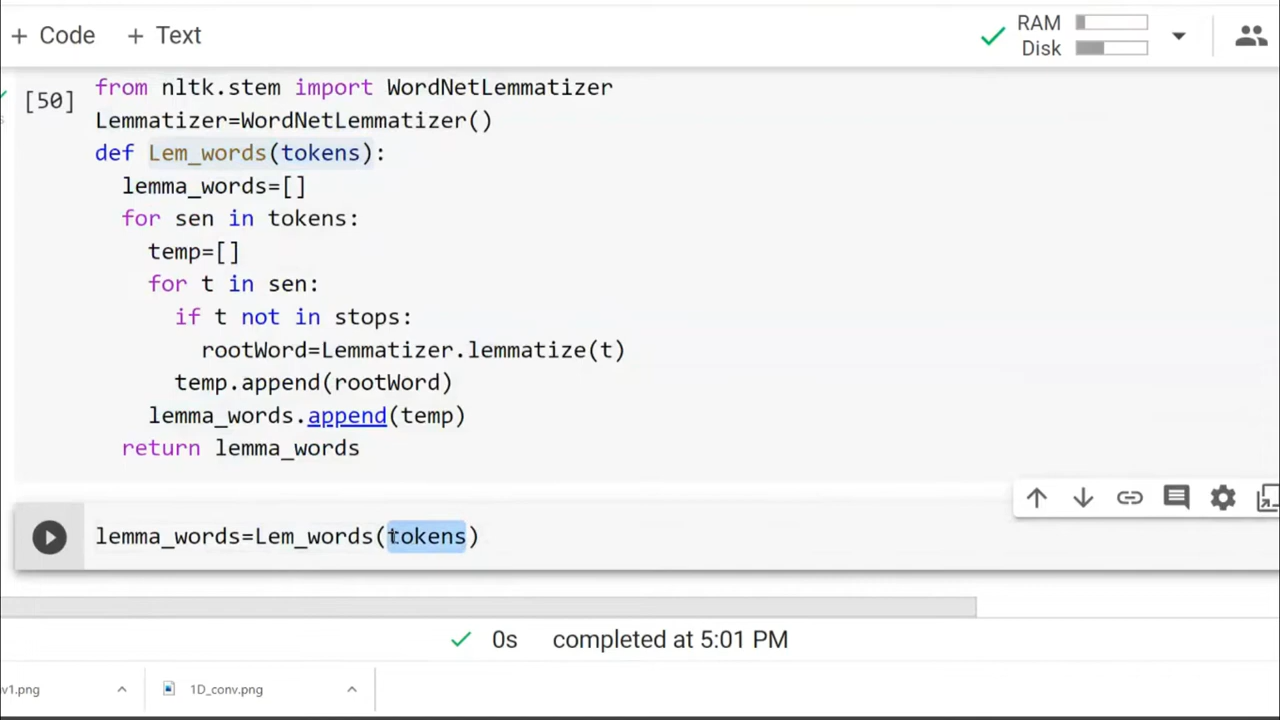 + Code + Text
RAM
Disk
[50]
from nltk.stem import WordNetLemmatizer
Lemmatizer=WordNetLemmatizer()
def Lem_words(tokens):
  lemma_words=[]
  for sen in tokens:
    temp=[]
    for t in sen:
      if t not in stops:
        rootWord=Lemmatizer.lemmatize(t)
      temp.append(rootWord)
    lemma_words.append(temp)
  return lemma_words
lemma_words=Lem_words(tokens)
0s completed at 5:01 PM
v1.png 1D_conv.png